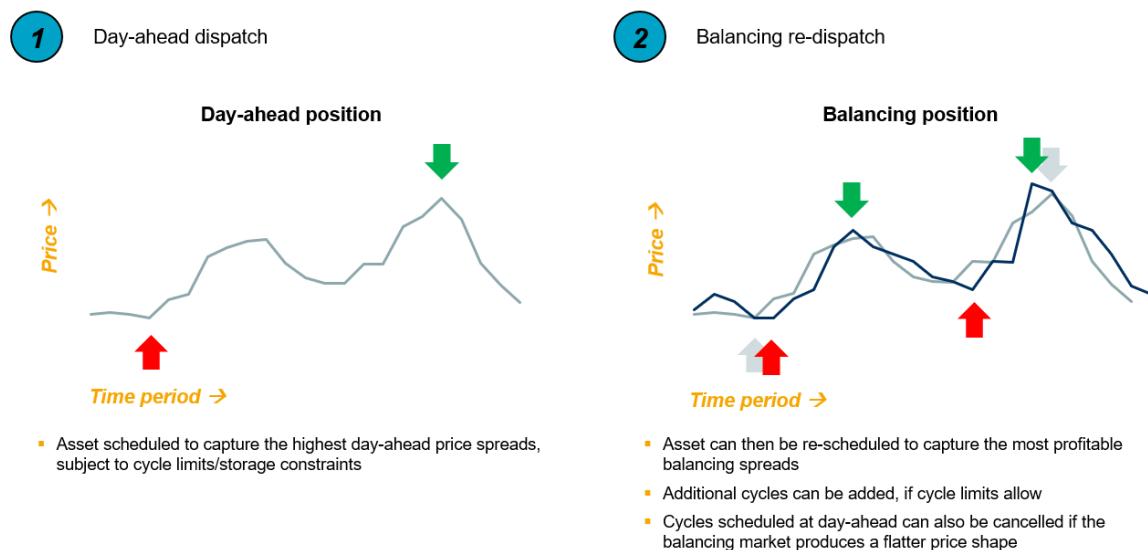 1 Day-ahead dispatch
Day-ahead position
Price →
Time period →
▪ Asset scheduled to capture the highest day-ahead price spreads,
subject to cycle limits/storage constraints
2 Balancing re-dispatch
Balancing position
Price →
Time period →
▪ Asset can then be re-scheduled to capture the most profitable
balancing spreads
▪ Additional cycles can be added, if cycle limits allow
▪ Cycles scheduled at day-ahead can also be cancelled if the
balancing market produces a flatter price shape